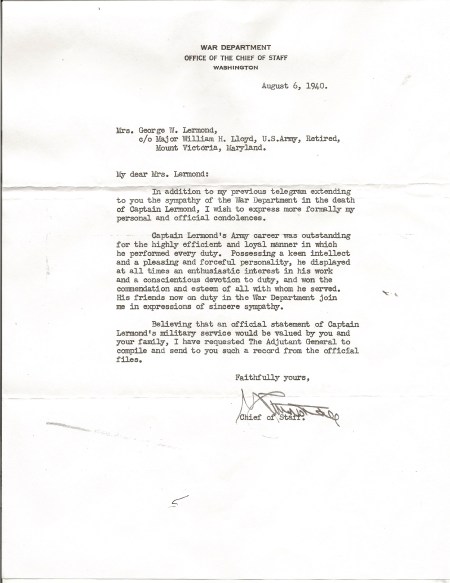 WAR DEPARTMENT
OFFICE OF THE CHIEF OF STAFF
WASHINGTON
August 6, 1940.
Mrs. George W. Lermond,
c/o Major William H. Lloyd, U.S.Army, Retired,
Mount Victoria, Maryland.
My dear Mrs. Lermond:
In addition to my previous telegram extending
to you the sympathy of the War Department in the death
of Captain Lermond, I wish to express more formally my
personal and official condolences.
Captain Lermond's Army career was outstanding
for the highly efficient and loyal manner in which
he performed every duty. Possessing a keen intellect
and a pleasing and forceful personality, he displayed
at all times an enthusiastic interest in his work
and a conscientious devotion to duty, and won the
commendation and esteem of all with whom he served.
His friends now on duty in the War Department join
me in expressions of sincere sympathy.
Believing that an official statement of Captain
Lermond's military service would be valued by you and
your family, I have requested The Adjutant General to
compile and send to you such a record from the official
files.
Faithfully yours,
Chief of Staff.